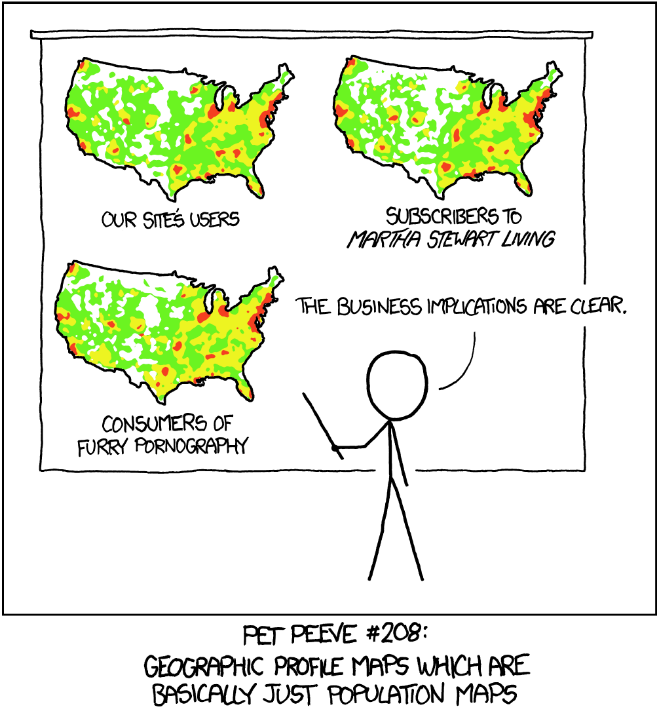 OUR SITE'S USERS
SUBSCRIBERS TO
MARTHA STEWART LIVING
CONSUMERS OF
FURRY PORNOGRAPHY
THE BUSINESS IMPLICATIONS ARE CLEAR.
PET PEEVE #208:
GEOGRAPHIC PROFILE MAPS WHICH ARE
BASICALLY JUST POPULATION MAPS